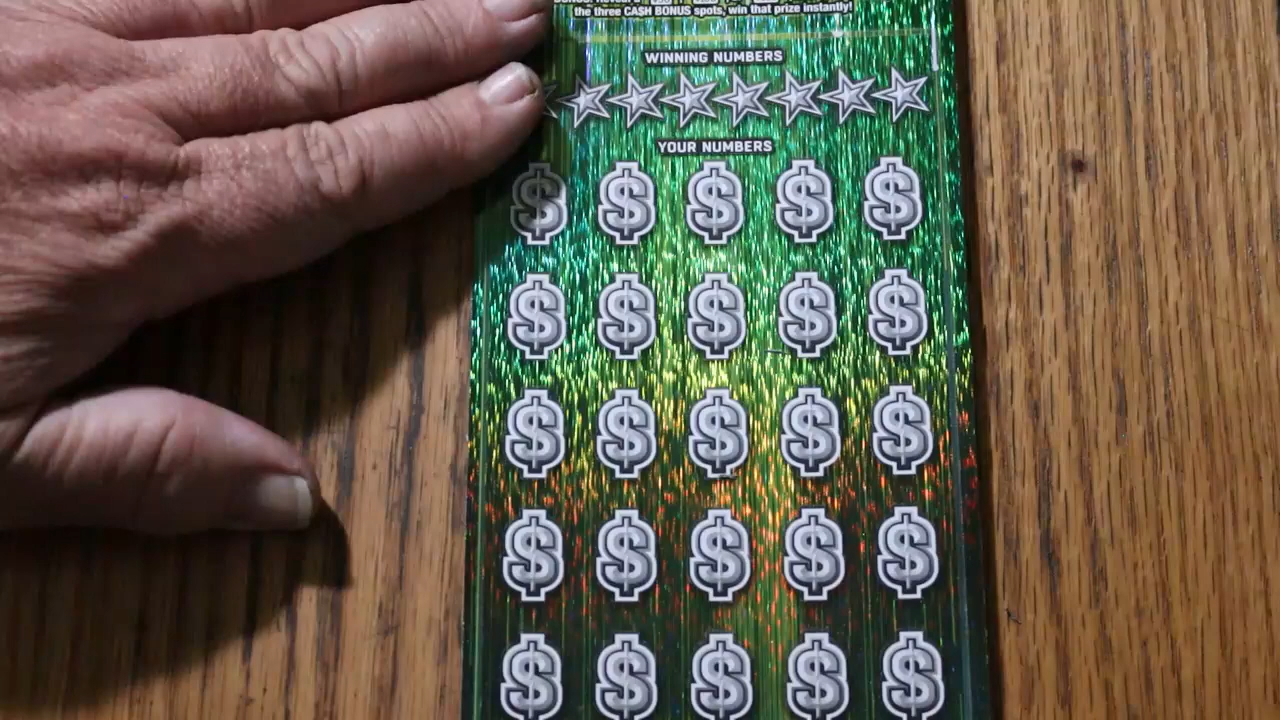 the three CASH BONUS spots, win that prize instantly!
WINNING NUMBERS
YOUR NUMBERS
$ $ $ $ $
$ $ $ $ $
$ $ $ $ $
$ $ $ $ $
$ $ $ $ $